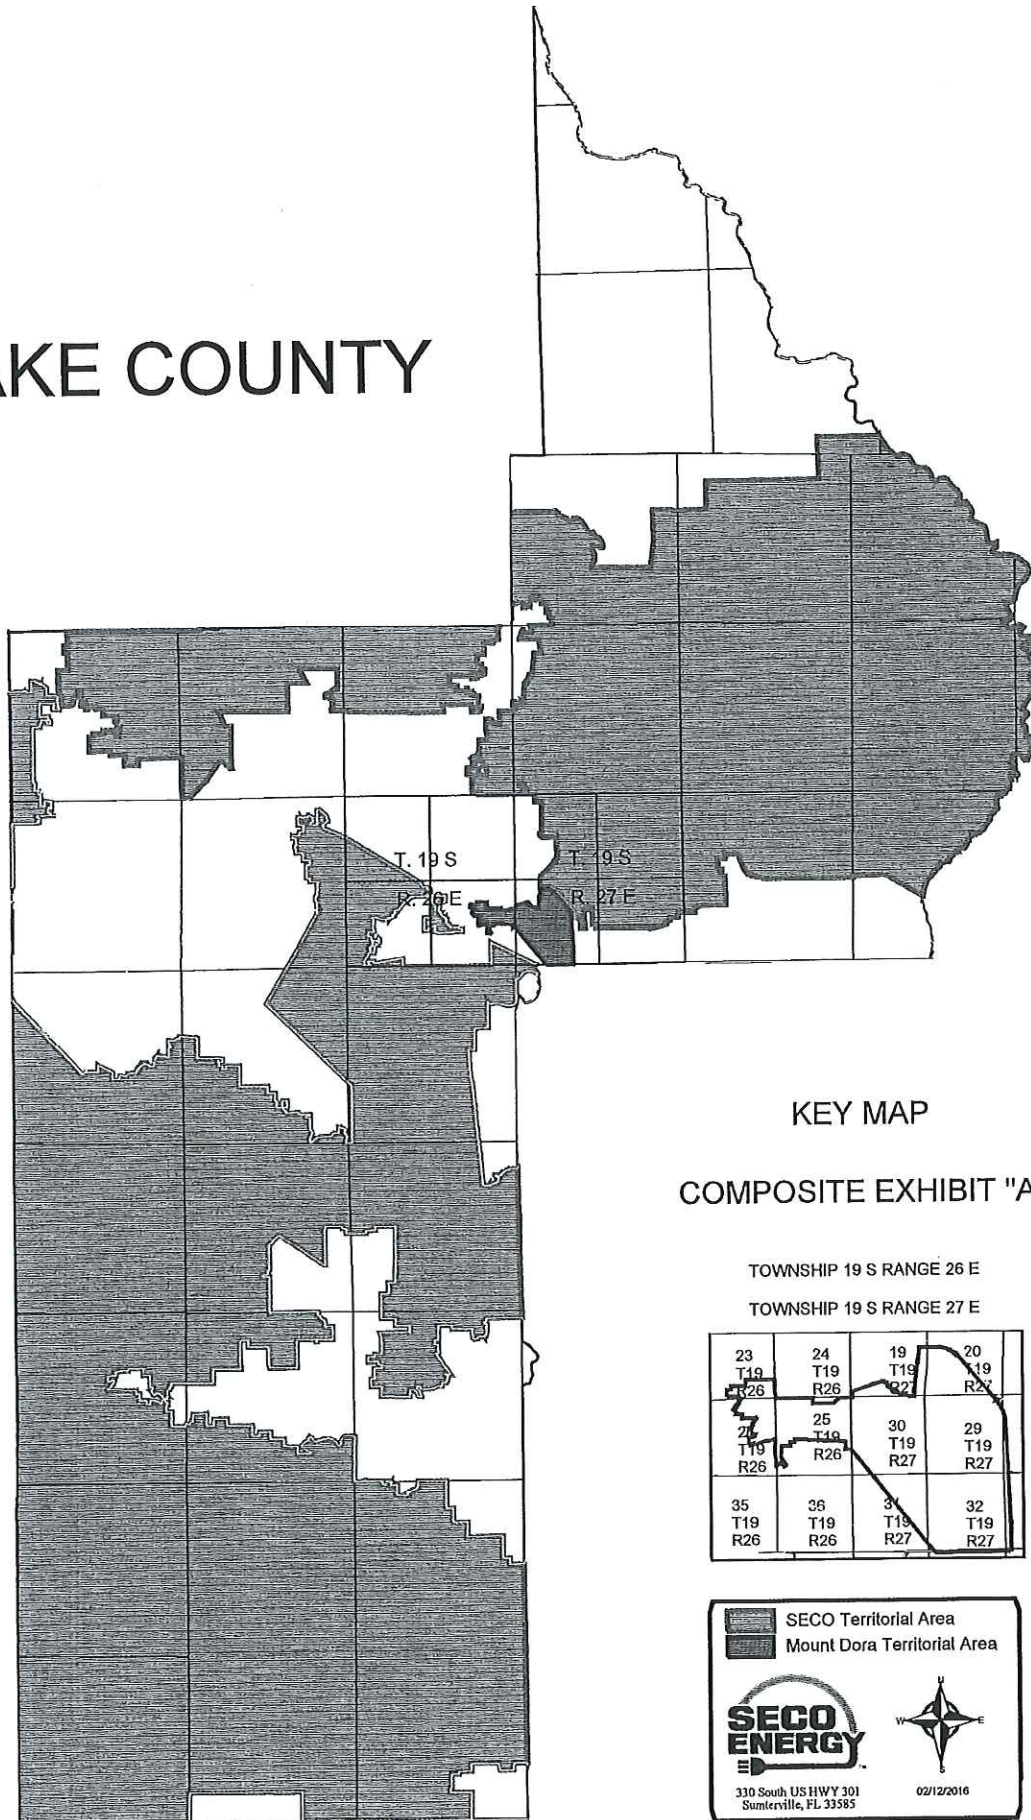 AKE COUNTY
T. 19 S
R. 26 E
T. 19 S
R. 27 E
KEY MAP
COMPOSITE EXHIBIT "A
TOWNSHIP 19 S RANGE 26 E
TOWNSHIP 19 S RANGE 27 E
23
T19
R26
24
T19
R26
19
T19
R27
20
T19
R27
T19
R26
25
T19
R26
30
T19
R27
29
T19
R27
35
T19
R26
36
T19
R26
31
T19
R27
32
T19
R27
SECO Territorial Area
Mount Dora Territorial Area
SECO
ENERGY
N
W
E
S
330 South US HWY 301
Sumterville, FL 33585
02/12/2016